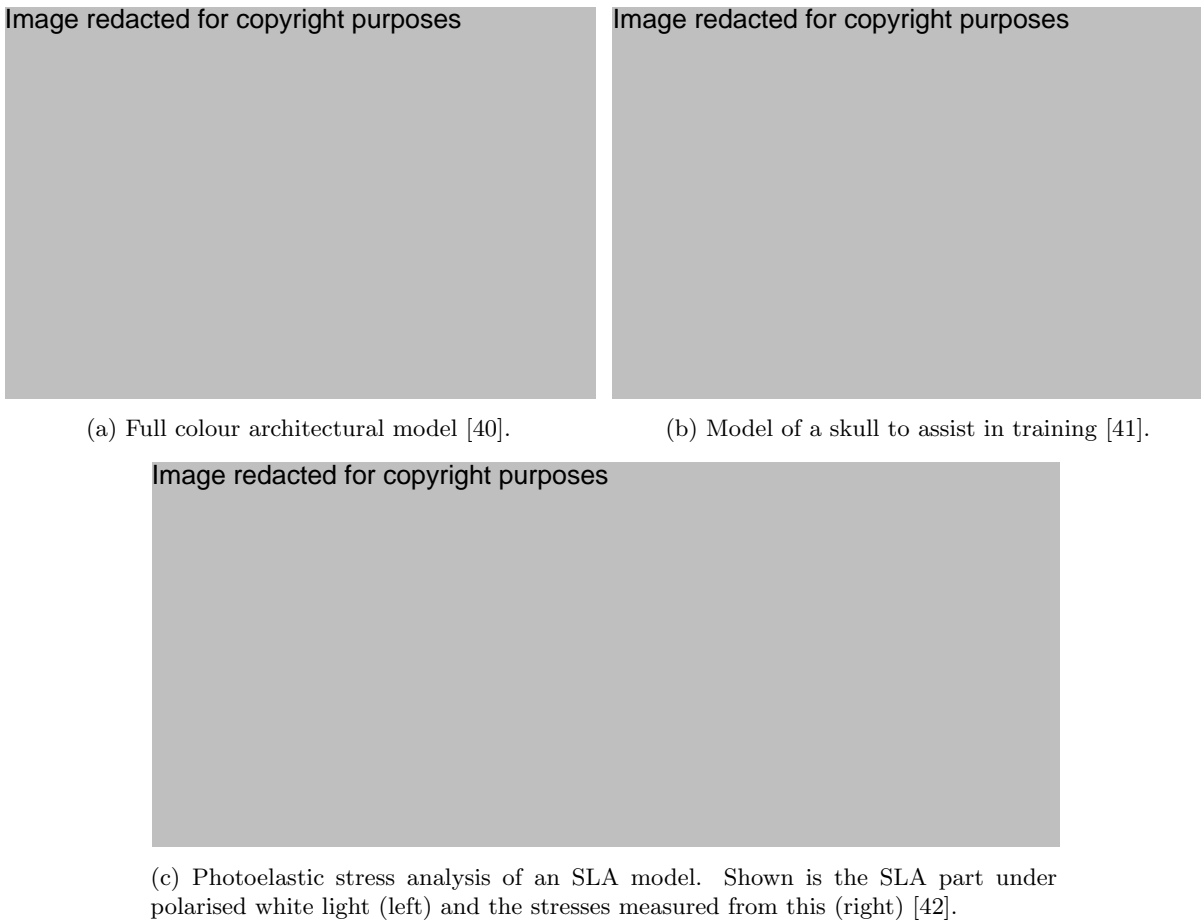 Image redacted for copyright purposes
Image redacted for copyright purposes
(a) Full colour architectural model [40].
(b) Model of a skull to assist in training [41].
Image redacted for copyright purposes
(c) Photoelastic stress analysis of an SLA model. Shown is the SLA part under
polarised white light (left) and the stresses measured from this (right) [42].